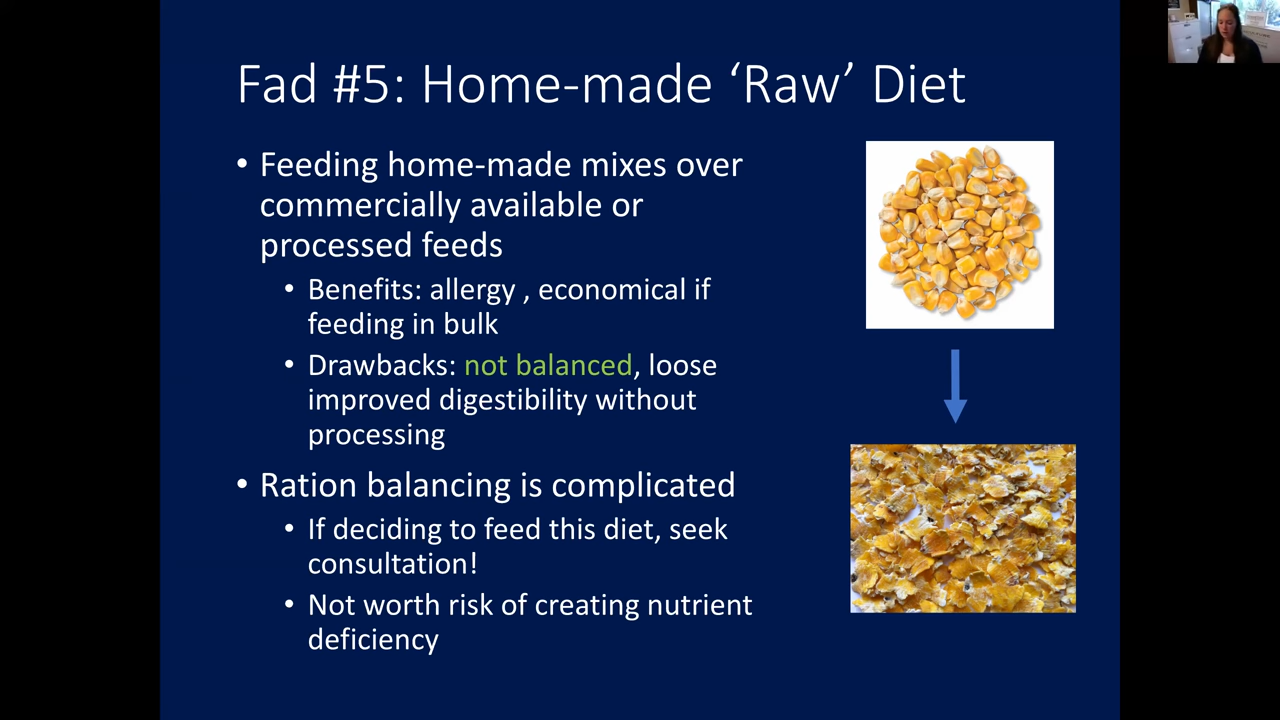 Fad #5: Home-made ‘Raw’ Diet
• Feeding home-made mixes over
commercially available or
processed feeds
• Benefits: allergy , economical if
feeding in bulk
• Drawbacks: not balanced, loose
improved digestibility without
processing
• Ration balancing is complicated
• If deciding to feed this diet, seek
consultation!
• Not worth risk of creating nutrient
deficiency